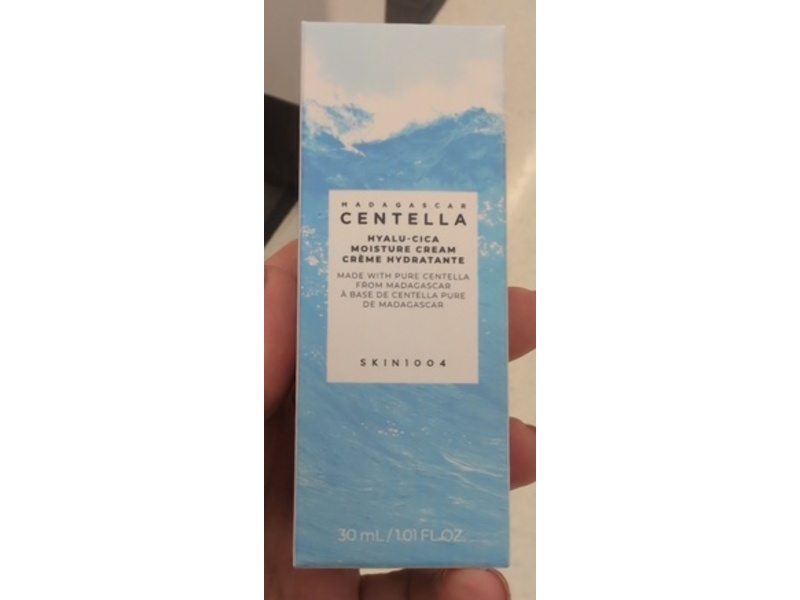 MADAGASCAR
CENTELLA
HYALU-CICA
MOISTURE CREAM
CRÈME HYDRATANTE
MADE WITH PURE CENTELLA
FROM MADAGASCAR
À BASE DE CENTELLA PURE
DE MADAGASCAR
SKIN1004
30 mL / 1.01 FL.OZ.